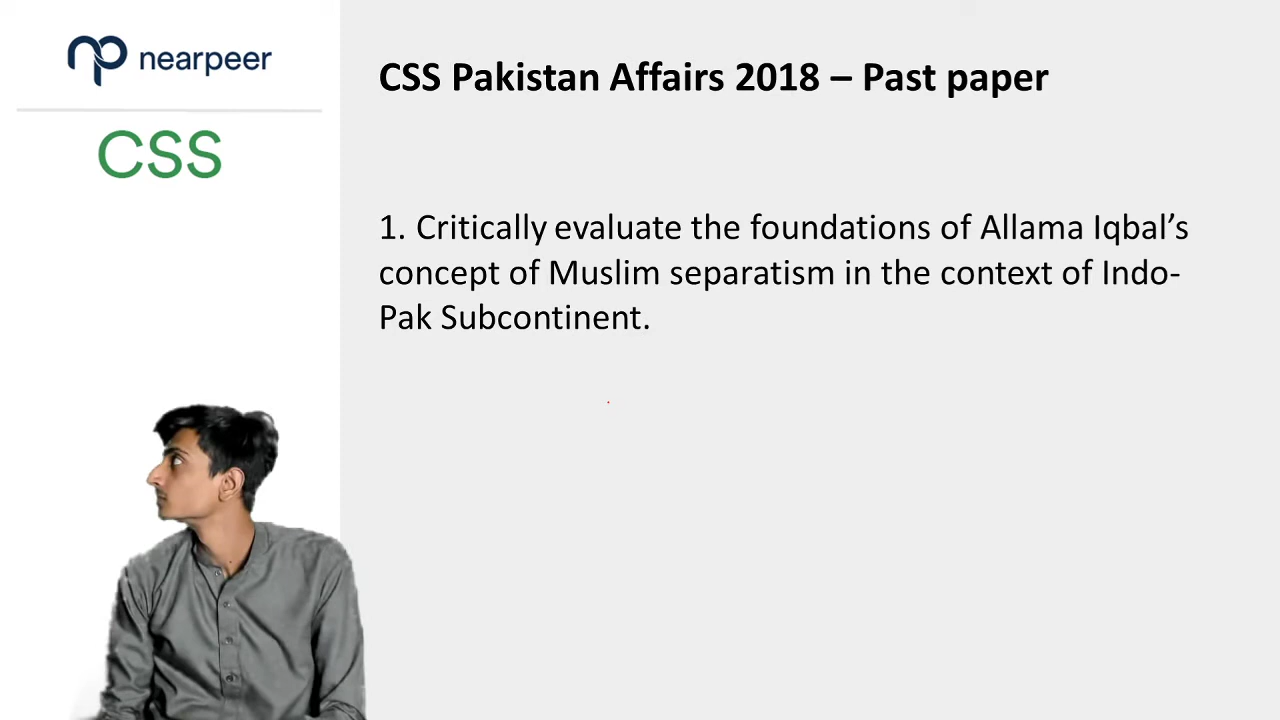 nearpeer
CSS
CSS Pakistan Affairs 2018 – Past paper
1. Critically evaluate the foundations of Allama Iqbal’s
concept of Muslim separatism in the context of Indo-
Pak Subcontinent.